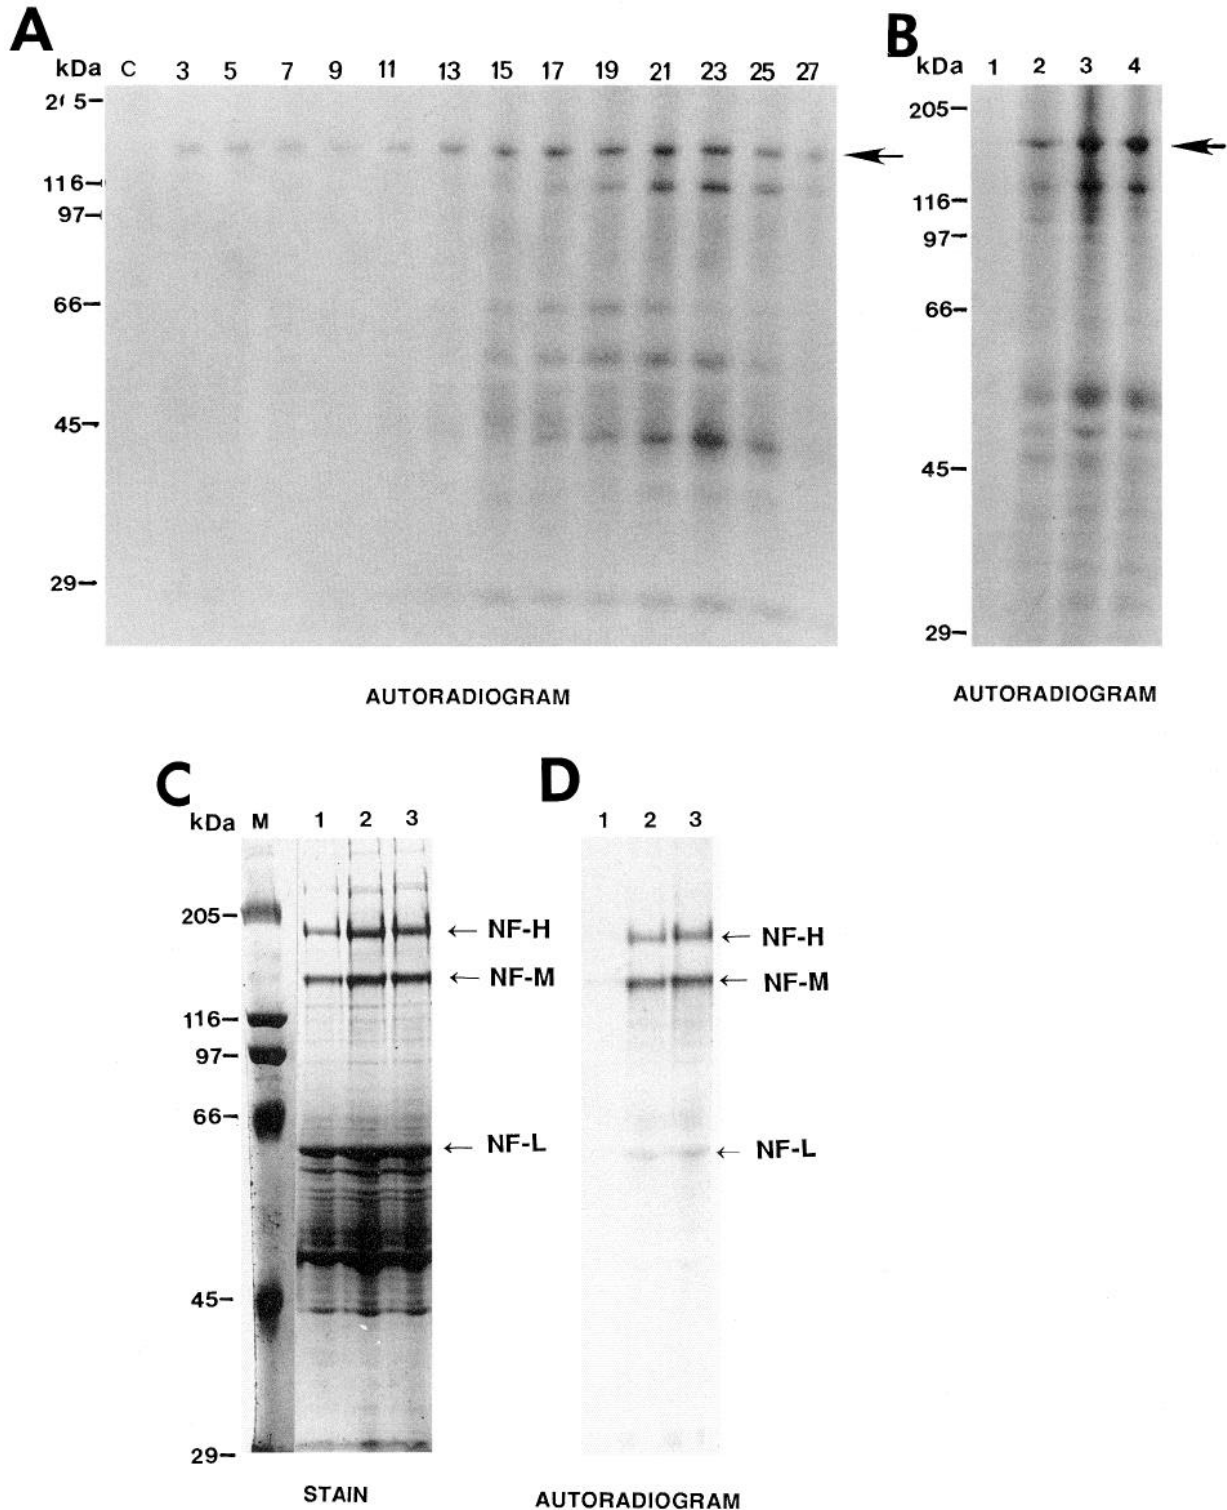 A
kDa C 3 5 7 9 11 13 15 17 19 21 23 25 27
116
97
66
45
29
AUTORADIOGRAM
B
kDa 1 2 3 4
205
116
97
66
45
29
AUTORADIOGRAM
C
kDa M 1 2 3
205
116
97
66
45
29
NF-H
NF-M
NF-L
STAIN
D
1 2 3
NF-H
NF-M
NF-L
AUTORADIOGRAM